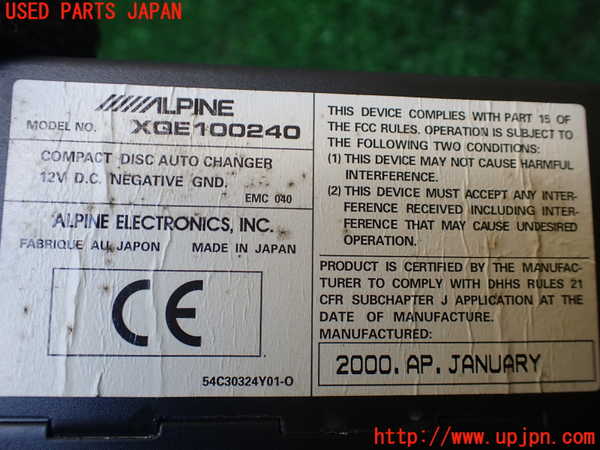 USED PARTS JAPAN
ALPINE
MODEL NO. XQE100240
COMPACT DISC AUTO CHANGER
12V D.C. NEGATIVE GND.
EMC 040
ALPINE ELECTRONICS, INC.
FABRIQUE AU JAPON MADE IN JAPAN
CE
54C30324Y01-O
THIS DEVICE COMPLIES WITH PART 15 OF
THE FCC RULES. OPERATION IS SUBJECT TO
THE FOLLOWING TWO CONDITIONS:
(1) THIS DEVICE MAY NOT CAUSE HARMFUL
INTERFERENCE.
(2) THIS DEVICE MUST ACCEPT ANY INTER-
FERENCE RECEIVED INCLUDING INTER-
FERENCE THAT MAY CAUSE UNDESIRED
OPERATION.
PRODUCT IS CERTIFIED BY THE MANUFAC-
TURER TO COMPLY WITH DHHS RULES 21
CFR SUBCHAPTER J APPLICATION AT THE
DATE OF MANUFACTURE.
MANUFACTURED:
2000. AP. JANUARY
http://www.upjpn.com/